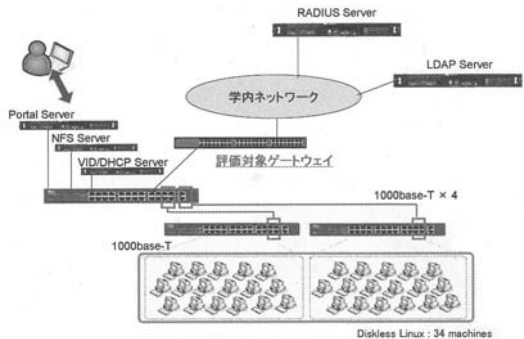 RADIUS Server
LDAP Server
学内ネットワーク
Portal Server
NFS Server
VID/DHCP Server
評価対象ゲートウェイ
1000base-T × 4
1000base-T
Diskless Linux : 34 machines